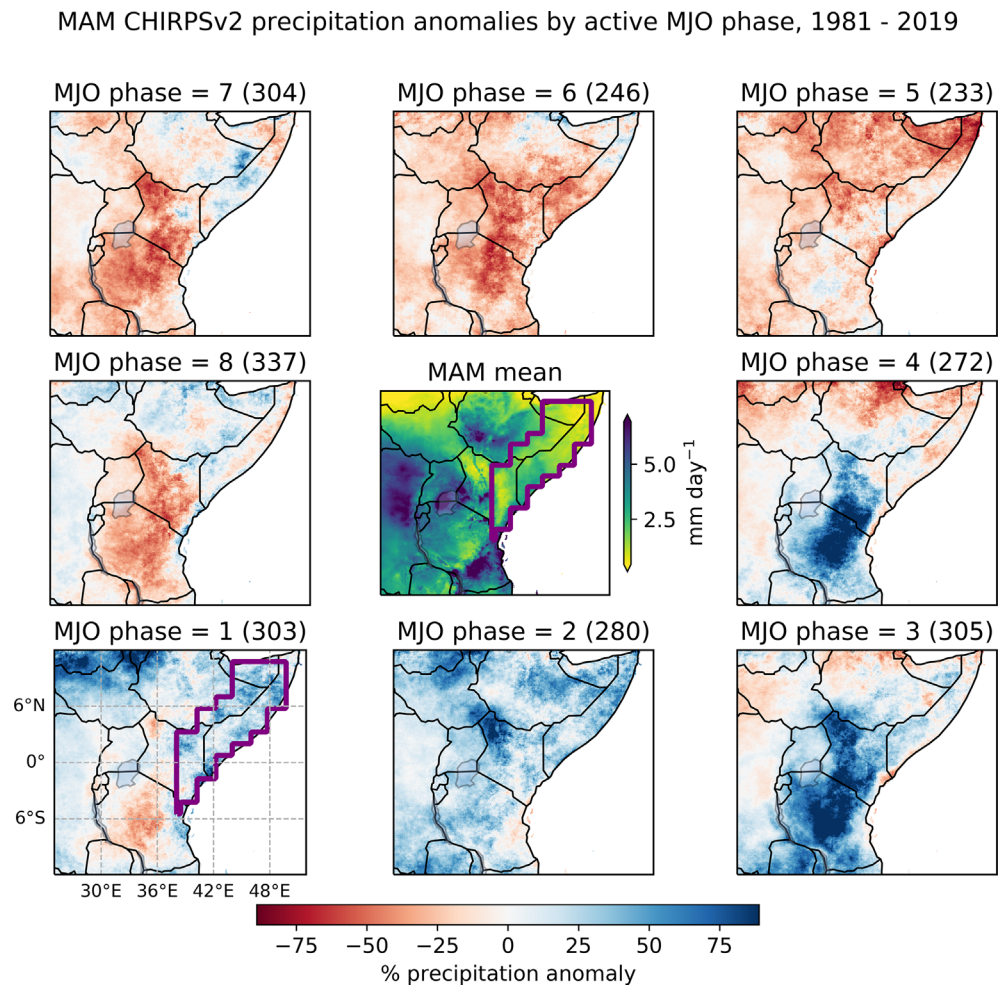 MAM CHIRPSv2 precipitation anomalies by active MJO phase, 1981 - 2019
MJO phase = 7 (304)
MJO phase = 6 (246)
MJO phase = 5 (233)
MJO phase = 8 (337)
MAM mean
MJO phase = 4 (272)
5.0
2.5
mm day⁻¹
MJO phase = 1 (303)
MJO phase = 2 (280)
MJO phase = 3 (305)
6°N
0°
6°S
30°E 36°E 42°E 48°E
−75 −50 −25 0 25 50 75
% precipitation anomaly